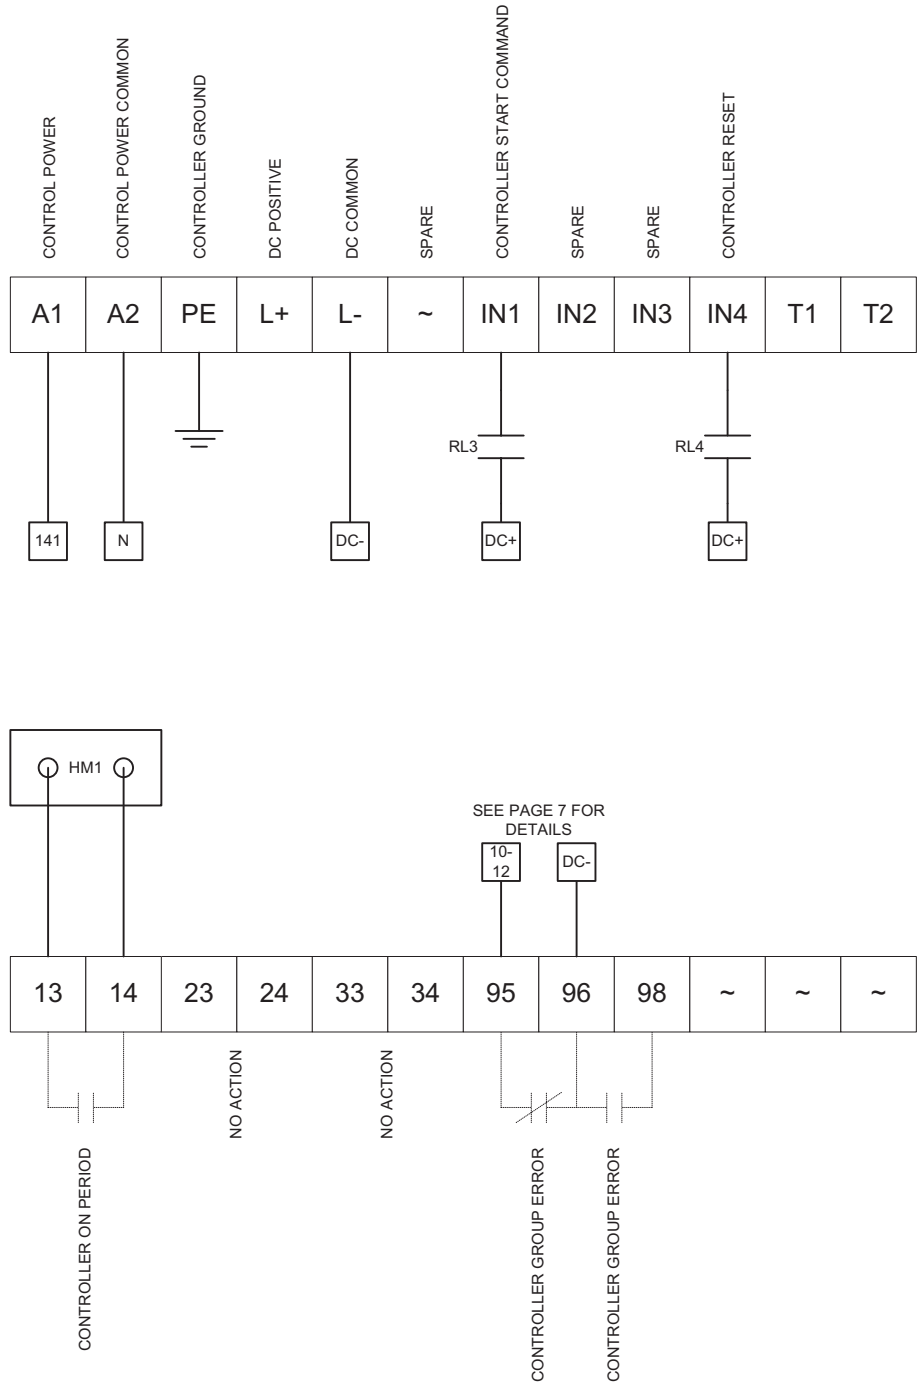 CONTROL POWER
CONTROL POWER COMMON
CONTROLLER GROUND
DC POSITIVE
DC COMMON
SPARE
CONTROLLER START COMMAND
SPARE
SPARE
CONTROLLER RESET
A1 A2 PE L+ L- ~ IN1 IN2 IN3 IN4 T1 T2
RL3 RL4
141 N DC- DC+ DC+
HM1
SEE PAGE 7 FOR
DETAILS
10-
12
DC-
13 14 23 24 33 34 95 96 98 ~ ~ ~
CONTROLLER ON PERIOD
NO ACTION
NO ACTION
CONTROLLER GROUP ERROR
CONTROLLER GROUP ERROR